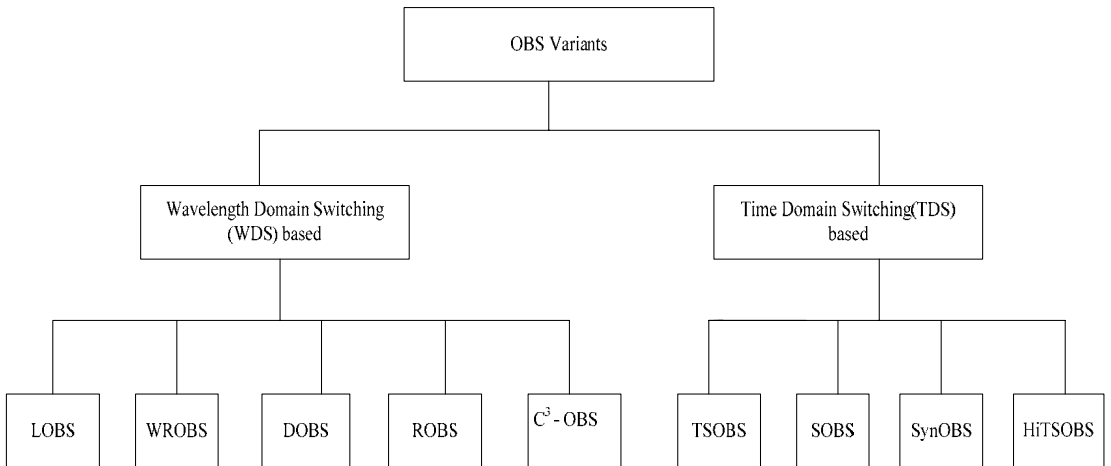 OBS Variants
Wavelength Domain Switching
(WDS) based
Time Domain Switching(TDS)
based
LOBS
WROBS
DOBS
ROBS
C³ - OBS
TSOBS
SOBS
SynOBS
HiTSOBS